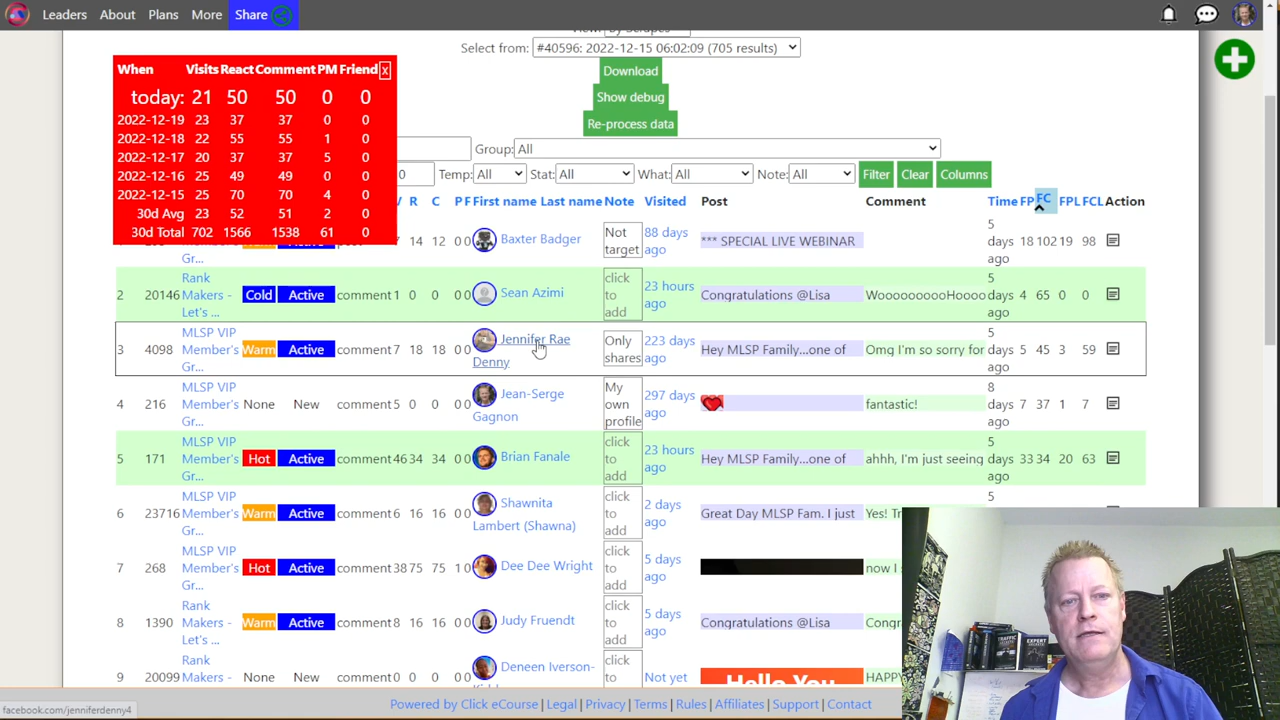 Leaders About Plans More Share
Select from: #40596: 2022-12-15 06:02:09 (705 results)
Download
Show debug
Re-process data
When Visits React Comment PM Friend x
today: 21 50 50 0 0
2022-12-19 23 37 37 0 0
2022-12-18 22 55 55 1 0
2022-12-17 20 37 37 5 0
2022-12-16 25 49 49 0 0
2022-12-15 25 70 70 4 0
30d Avg 23 52 51 2 0
30d Total 702 1566 1538 61 0
Group: All
0 Temp: All Stat: All What: All Note: All Filter Clear Columns
R C P F First name Last name Note Visited Post Comment Time FP FC FPL FCL Action
Member's
Gr...
14 12 0 0 Baxter Badger
Not
target
88 days
ago
*** SPECIAL LIVE WEBINAR
5
days
ago
18 102 19 98
2 20146
Rank
Makers -
Let's ...
Cold Active comment 1 0 0 0 0 Sean Azimi
click
to
add
23 hours
ago
Congratulations @Lisa
WooooooooHoooo
5
days
ago
4 65 0 0
3 4098
MLSP VIP
Member's
Gr...
Warm Active comment 7 18 18 0 0 Jennifer Rae
Denny
Only
shares
223 days
ago
Hey MLSP Family...one of
Omg I'm so sorry for
5
days
ago
5 45 3 59
4 216
MLSP VIP
Member's
Gr...
None New comment 5 0 0 0 0 Jean-Serge
Gagnon
My
own
profile
297 days
ago
fantastic!
8
days
ago
7 37 1 7
5 171
MLSP VIP
Member's
Gr...
Hot Active comment 46 34 34 0 0 Brian Fanale
click
to
add
23 hours
ago
Hey MLSP Family...one of
ahhh, I'm just seeing
5
days
ago
33 34 20 63
6 23716
MLSP VIP
Member's
Gr...
Warm Active comment 6 16 16 0 0 Shawnita
Lambert (Shawna)
click
to
add
2 days
ago
Great Day MLSP Fam. I just
5
7 268
MLSP VIP
Member's
Gr...
Hot Active comment 38 75 75 1 0 Dee Dee Wright
click
to
add
5 days
ago
now I
8 1390
Rank
Makers -
Let's ...
Warm Active comment 8 16 16 0 0 Judy Fruendt
click
to
add
5 days
ago
Congratulations @Lisa
9 20099
Rank
Makers -
None New comment 5 0 0 0 0 Deneen Iverson-
click
to
Not yet
Hello You
HAPP
TRAFFIC
SECRETS
EXPERT
SECRETS
facebook.com/jenniferdenny4
Powered by Click eCourse | Legal | Privacy | Terms | Rules | Affiliates | Support | Contact